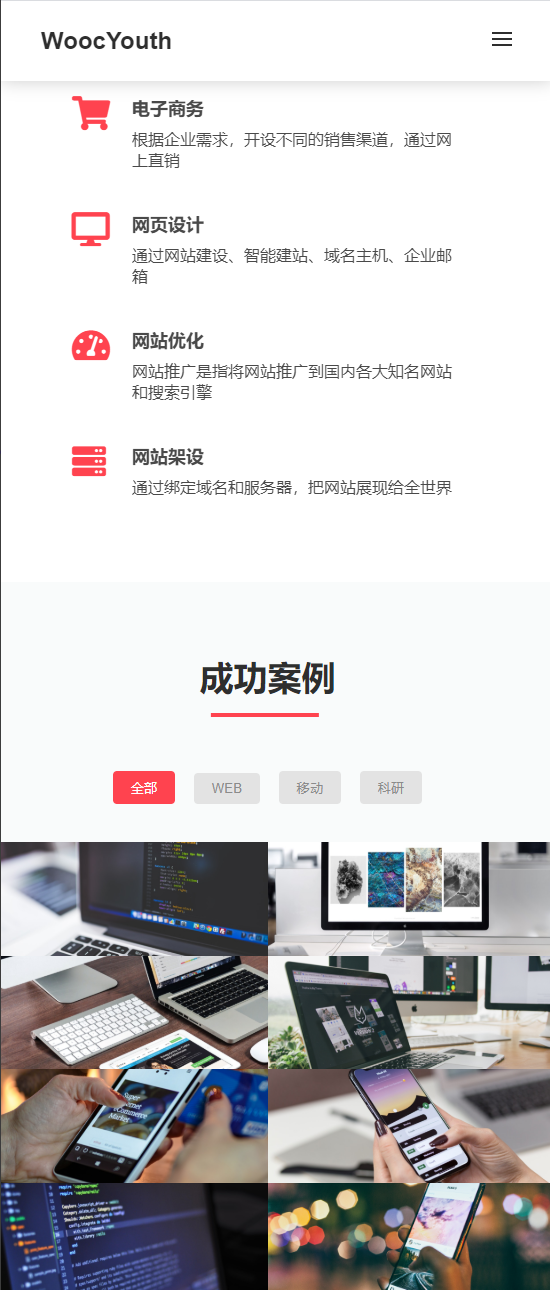 WoocYouth
电子商务
根据企业需求，开设不同的销售渠道，通过网
上直销
网页设计
通过网站建设、智能建站、域名主机、企业邮
箱
网站优化
网站推广是指将网站推广到国内各大知名网站
和搜索引擎
网站架设
通过绑定域名和服务器，把网站展现给全世界
成功案例
全部
WEB
移动
科研
Super
Market